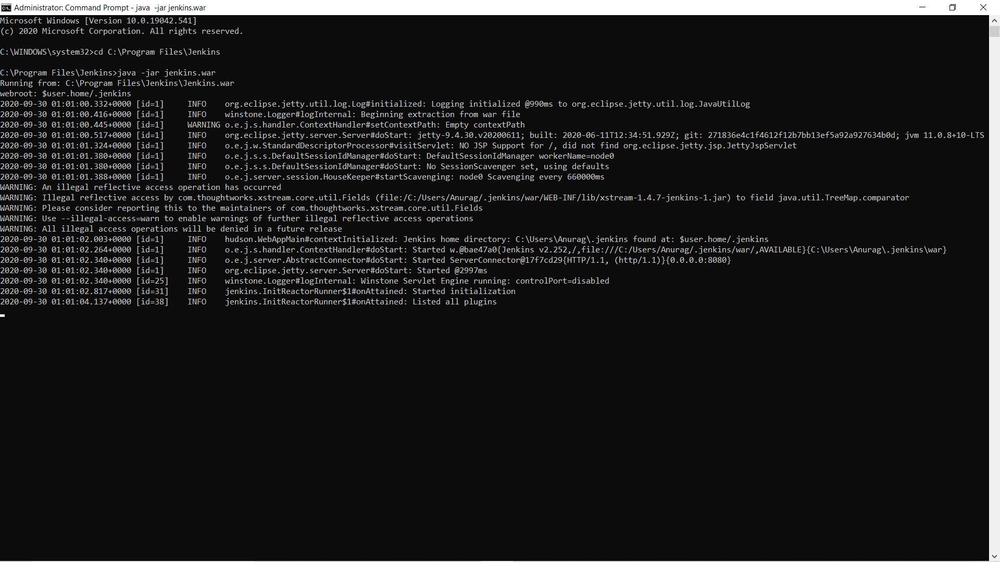 Administrator: Command Prompt - java  -jar jenkins.war
Microsoft Windows [Version 10.0.19042.541]
(c) 2020 Microsoft Corporation. All rights reserved.
C:\WINDOWS\system32>cd C:\Program Files\Jenkins
C:\Program Files\Jenkins>java -jar jenkins.war
Running from: C:\Program Files\Jenkins\Jenkins.war
webroot: $user.home/.jenkins
2020-09-30 01:01:00.332+0000 [id=1]     INFO    org.eclipse.jetty.util.log.Log#initialized: Logging initialized @990ms to org.eclipse.jetty.util.log.JavaUtilLog
2020-09-30 01:01:00.416+0000 [id=1]     INFO    winstone.Logger#logInternal: Beginning extraction from war file
2020-09-30 01:01:00.445+0000 [id=1]     WARNING o.e.j.s.handler.ContextHandler#setContextPath: Empty contextPath
2020-09-30 01:01:00.517+0000 [id=1]     INFO    org.eclipse.jetty.server.Server#doStart: jetty-9.4.30.v20200611; built: 2020-06-11T12:34:51.929Z; git: 271836e4c1f4612f12b7bb13ef5a92a927634b0d; jvm 11.0.8+10-LTS
2020-09-30 01:01:01.324+0000 [id=1]     INFO    o.e.j.w.StandardDescriptorProcessor#visitServlet: NO JSP Support for /, did not find org.eclipse.jetty.jsp.JettyJspServlet
2020-09-30 01:01:01.380+0000 [id=1]     INFO    o.e.j.s.s.DefaultSessionIdManager#doStart: DefaultSessionIdManager workerName=node0
2020-09-30 01:01:01.380+0000 [id=1]     INFO    o.e.j.s.s.DefaultSessionIdManager#doStart: No SessionScavenger set, using defaults
2020-09-30 01:01:01.388+0000 [id=1]     INFO    o.e.j.server.session.HouseKeeper#startScavenging: node0 Scavenging every 660000ms
WARNING: An illegal reflective access operation has occurred
WARNING: Illegal reflective access by com.thoughtworks.xstream.core.util.Fields (file:/C:/Users/Anurag/.jenkins/war/WEB-INF/lib/xstream-1.4.7-jenkins-1.jar) to field java.util.TreeMap.comparator
WARNING: Please consider reporting this to the maintainers of com.thoughtworks.xstream.core.util.Fields
WARNING: Use --illegal-access=warn to enable warnings of further illegal reflective access operations
WARNING: All illegal access operations will be denied in a future release
2020-09-30 01:01:02.003+0000 [id=1]     INFO    hudson.WebAppMain#contextInitialized: Jenkins home directory: C:\Users\Anurag\.jenkins found at: $user.home/.jenkins
2020-09-30 01:01:02.264+0000 [id=1]     INFO    o.e.j.s.handler.ContextHandler#doStart: Started w.@bae47a0{Jenkins v2.252,/,file:///C:/Users/Anurag/.jenkins/war/,AVAILABLE}{C:\Users\Anurag\.jenkins\war}
2020-09-30 01:01:02.340+0000 [id=1]     INFO    o.e.j.server.AbstractConnector#doStart: Started ServerConnector@17f7cd29{HTTP/1.1, (http/1.1)}{0.0.0.0:8080}
2020-09-30 01:01:02.340+0000 [id=1]     INFO    org.eclipse.jetty.server.Server#doStart: Started @2997ms
2020-09-30 01:01:02.340+0000 [id=25]    INFO    winstone.Logger#logInternal: Winstone Servlet Engine running: controlPort=disabled
2020-09-30 01:01:02.817+0000 [id=31]    INFO    jenkins.InitReactorRunner$1#onAttained: Started initialization
2020-09-30 01:01:04.137+0000 [id=38]    INFO    jenkins.InitReactorRunner$1#onAttained: Listed all plugins